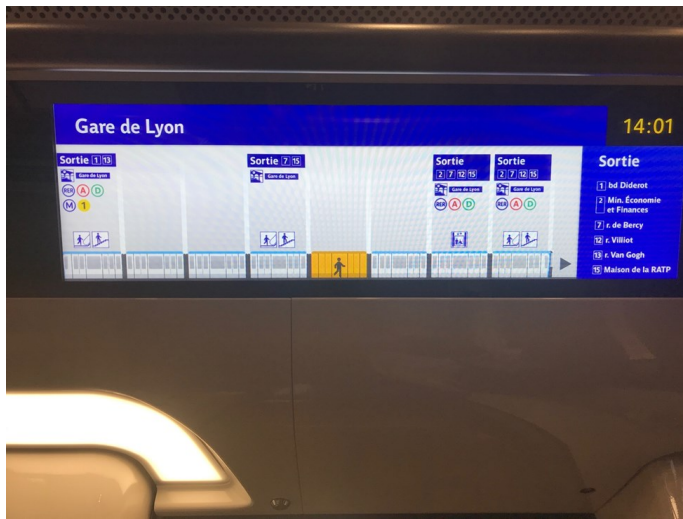 Gare de Lyon
14:01
Sortie 1 13
Gare de Lyon
RER A D
M 1
Sortie 7 15
Gare de Lyon
Sortie
2 7 12 15
Gare de Lyon
RER A D
Sortie
2 7 12 15
Gare de Lyon
RER A D
Sortie
1 bd Diderot
2 Min. Économie
et Finances
7 r. de Bercy
12 r. Villiot
13 r. Van Gogh
15 Maison de la RATP